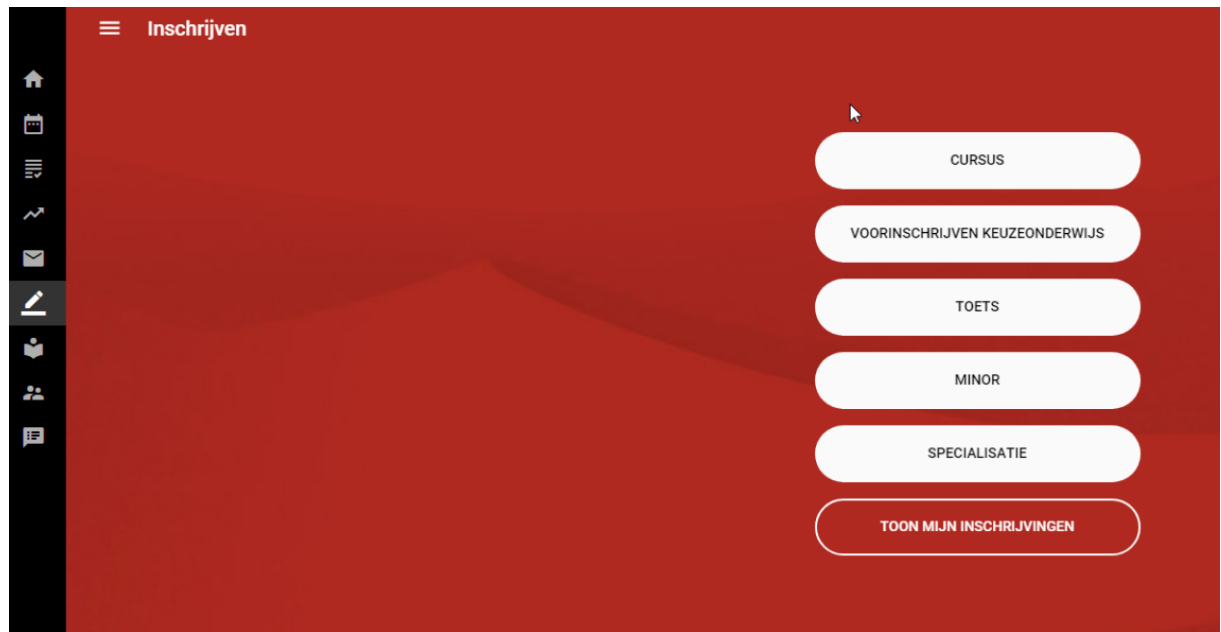 Inschrijven
CURSUS
VOORINSCHRIJVEN KEUZEONDERWIJS
TOETS
MINOR
SPECIALISATIE
TOON MIJN INSCHRIJVINGEN